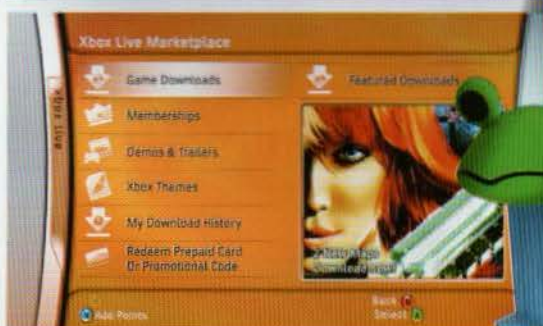 Xbox Live Marketplace
xbox live
Game Downloads
Featured Downloads
Memberships
Demos & Trailers
Xbox Themes
My Download History
Redeem Prepaid Card
Or Promotional Code
Download
Add Points
Back B
Select A